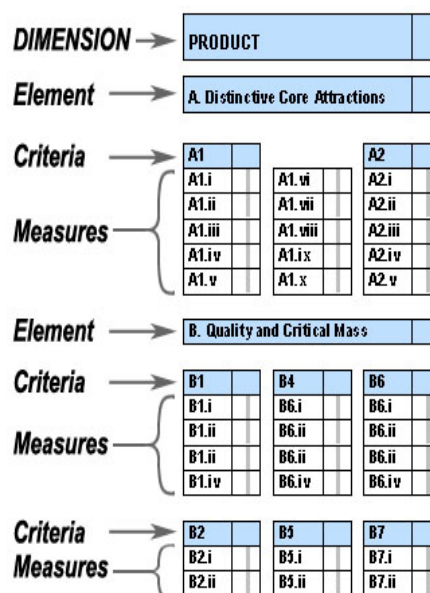 DIMENSION PRODUCT
Element A. Distinctive Core Attractions
Criteria A1 A2
A1.i A1.vi A2.i
A1.ii A1.vii A2.ii
Measures A1.iii A1.viii A2.iii
A1.iv A1.ix A2.iv
A1.v A1.x A2.v
Element B. Quality and Critical Mass
Criteria B1 B4 B6
B1.i B6.i B6.i
B1.ii B6.ii B6.ii
Measures B1.ii B6.ii B6.ii
B1.iv B6.iv B6.iv
Criteria B2 B5 B7
Measures B2.i B5.i B7.i
B2.ii B5.ii B7.ii